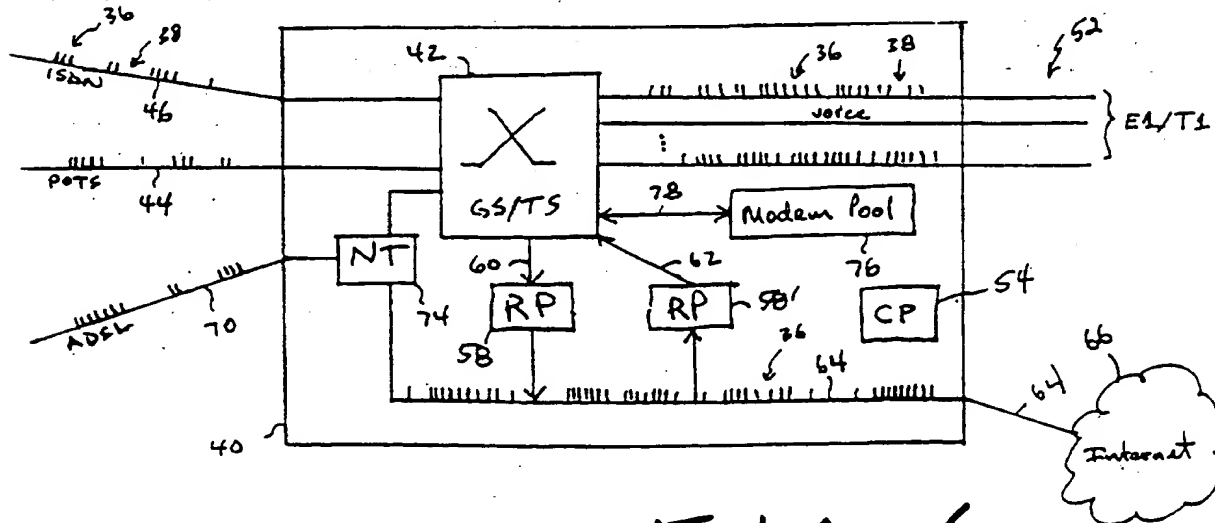 36
38
ISDN
46
42
36
38
52
voice
E1/T1
POTS
44
GS/TS
78
Modem Pool
76
NT
74
60
RP
58
62
RP
58'
CP
54
ADSL
70
36
64
66
64
40
Internet